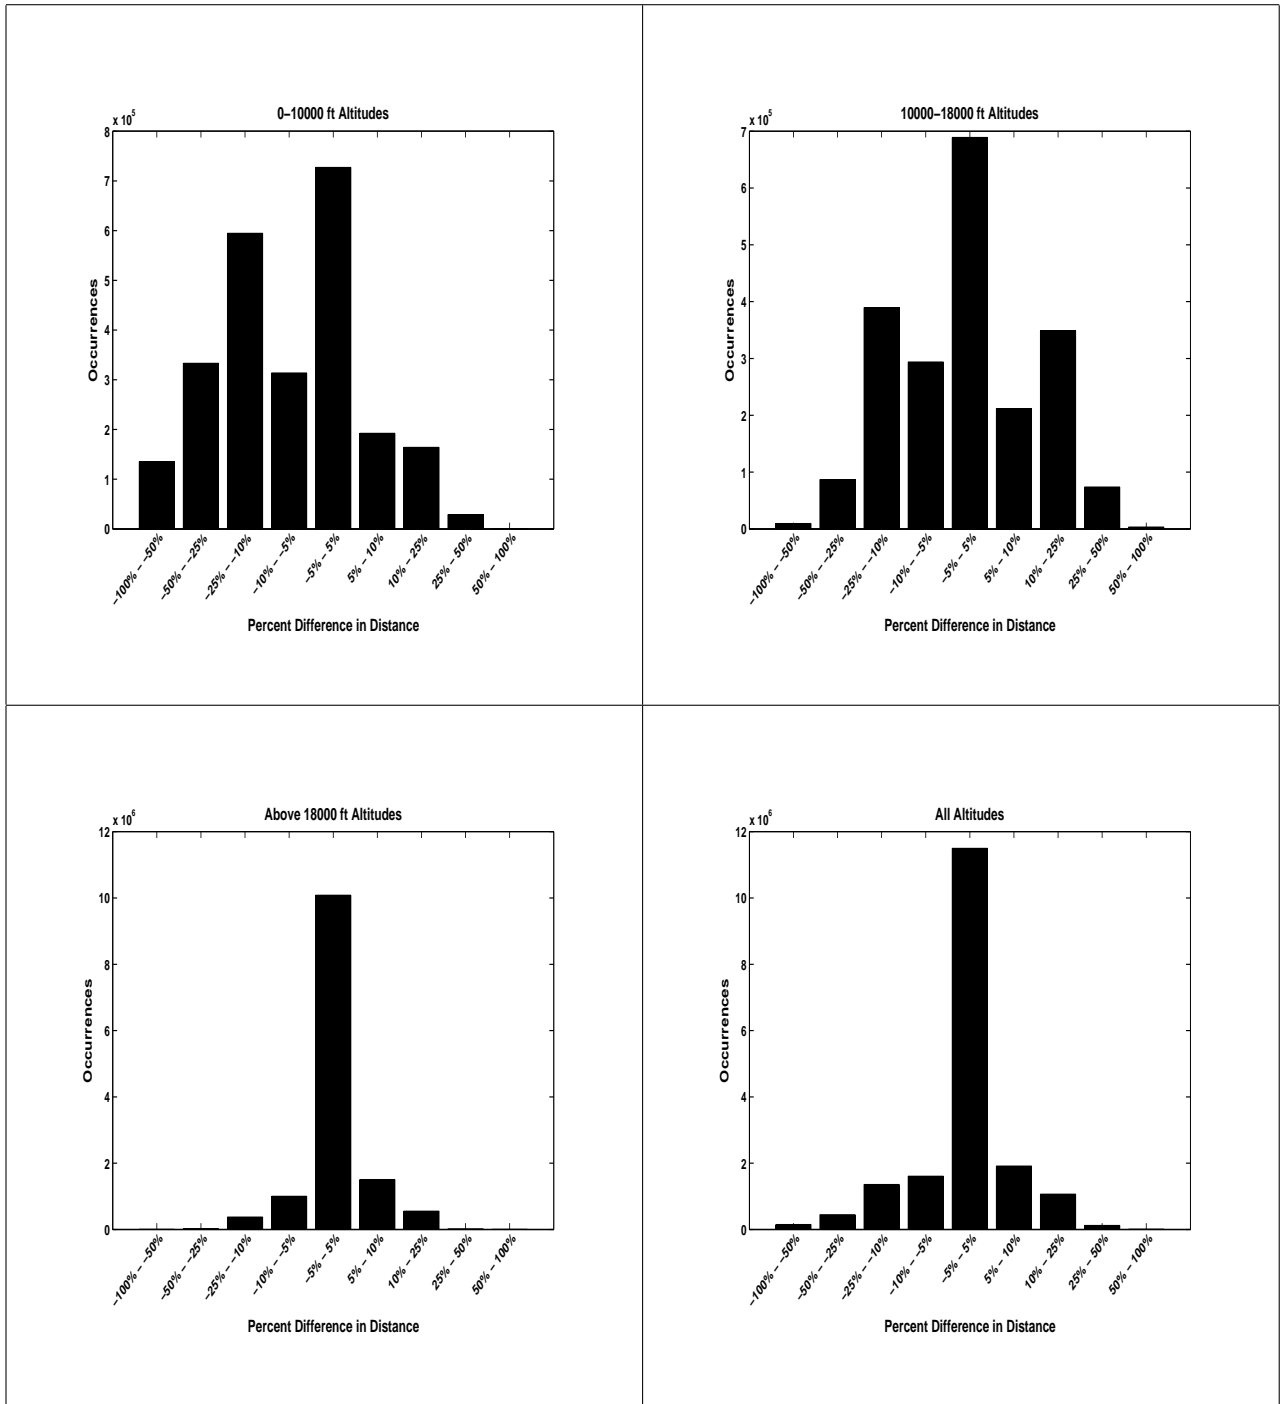 0–10000 ft Altitudes
x 10^5
8
7
6
5
4
3
2
1
0
Occurrences
–100% – –50%
–50% – –25%
–25% – –10%
–10% – –5%
–5% – 5%
5% – 10%
10% – 25%
25% – 50%
50% – 100%
Percent Difference in Distance
10000–18000 ft Altitudes
x 10^5
7
6
5
4
3
2
1
0
Occurrences
–100% – –50%
–50% – –25%
–25% – –10%
–10% – –5%
–5% – 5%
5% – 10%
10% – 25%
25% – 50%
50% – 100%
Percent Difference in Distance
Above 18000 ft Altitudes
x 10^6
12
10
8
6
4
2
0
Occurrences
–100% – –50%
–50% – –25%
–25% – –10%
–10% – –5%
–5% – 5%
5% – 10%
10% – 25%
25% – 50%
50% – 100%
Percent Difference in Distance
All Altitudes
x 10^6
12
10
8
6
4
2
0
Occurrences
–100% – –50%
–50% – –25%
–25% – –10%
–10% – –5%
–5% – 5%
5% – 10%
10% – 25%
25% – 50%
50% – 100%
Percent Difference in Distance